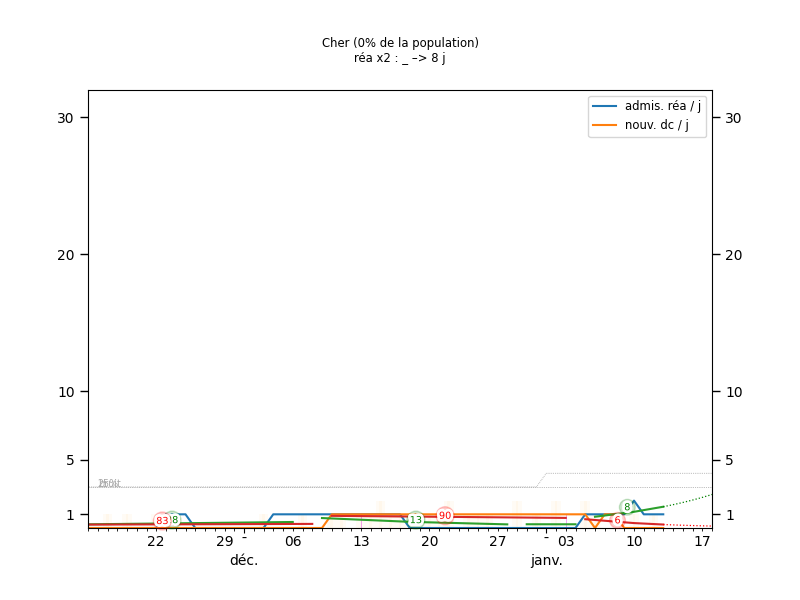 Cher (0% de la population)
réa x2 : _ –> 8 j
admis. réa / j
nouv. dc / j
30 30
20 20
10 10
5 5
1 1
83 8 13 90 6 8
22 29 - 06 13 20 27 - 03 10 17
déc. janv.